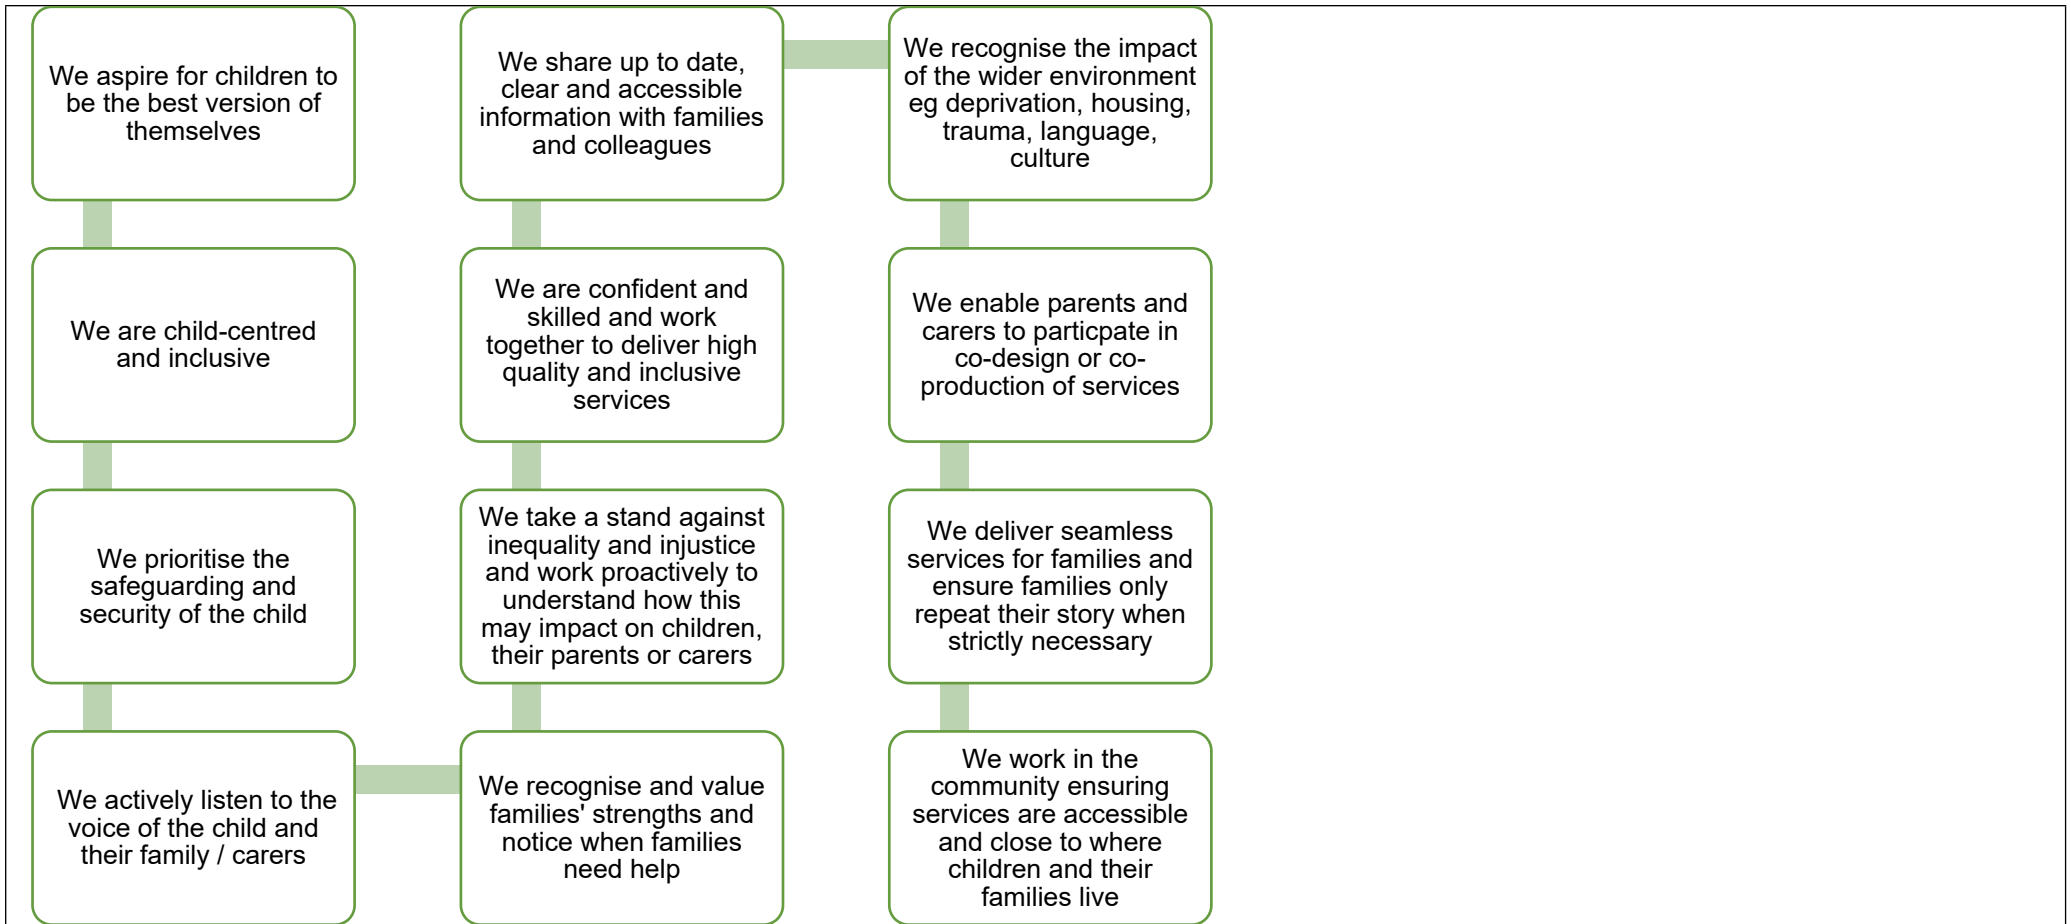 We aspire for children to
be the best version of
themselves
We are child-centred
and inclusive
We prioritise the
safeguarding and
security of the child
We actively listen to the
voice of the child and
their family / carers
We recognise and value
families' strengths and
notice when families
need help
We take a stand against
inequality and injustice
and work proactively to
understand how this
may impact on children,
their parents or carers
We are confident and
skilled and work
together to deliver high
quality and inclusive
services
We share up to date,
clear and accessible
information with families
and colleagues
We recognise the impact
of the wider environment
eg deprivation, housing,
trauma, language,
culture
We enable parents and
carers to particpate in
co-design or co-
production of services
We deliver seamless
services for families and
ensure families only
repeat their story when
strictly necessary
We work in the
community ensuring
services are accessible
and close to where
children and their
families live